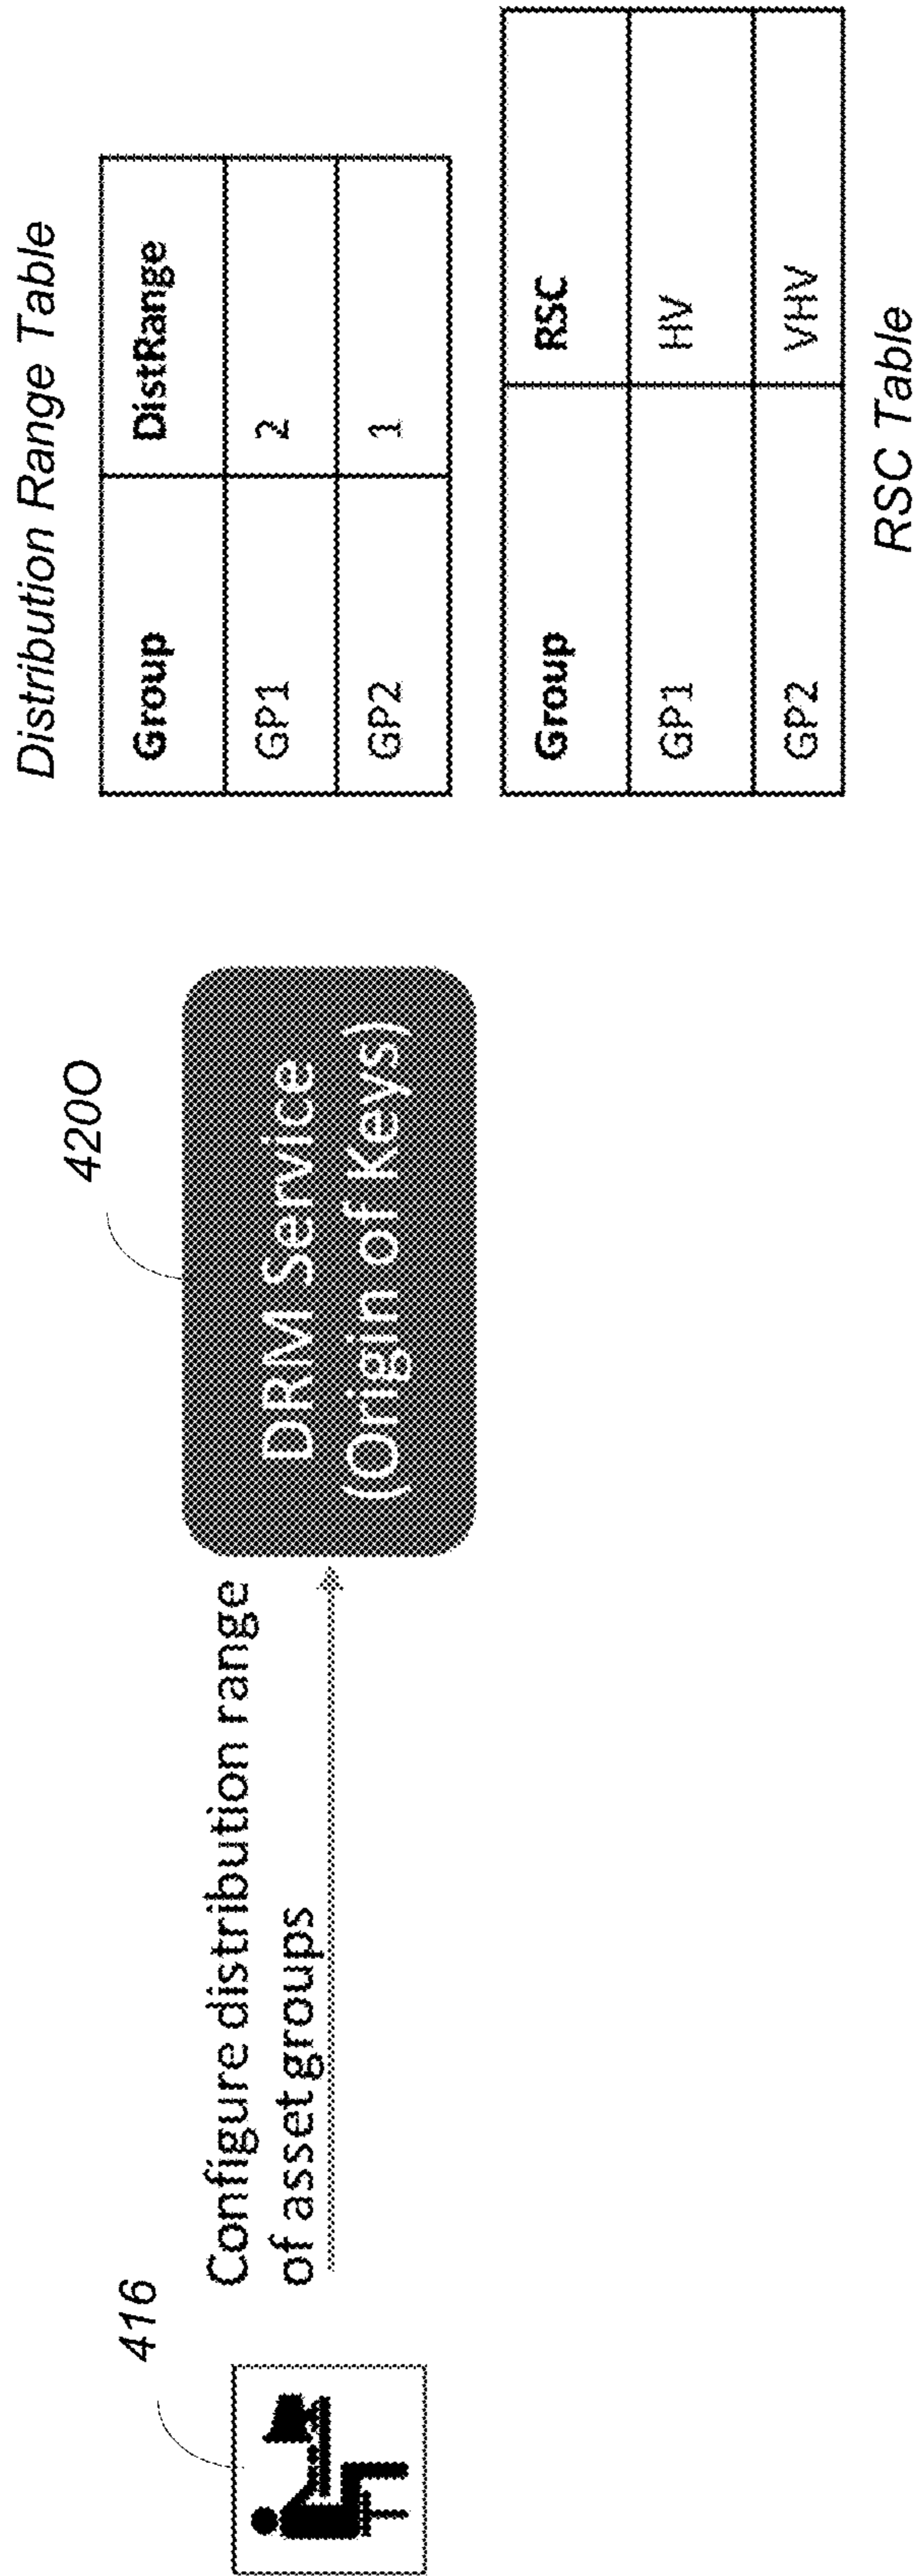 416
Configure distribution range
of asset groups
420O
DRM Service
(Origin of Keys)
Distribution Range Table
Group DistRange
GP1 2
GP2 1
Group RSC
GP1 HV
GP2 VHV
RSC Table